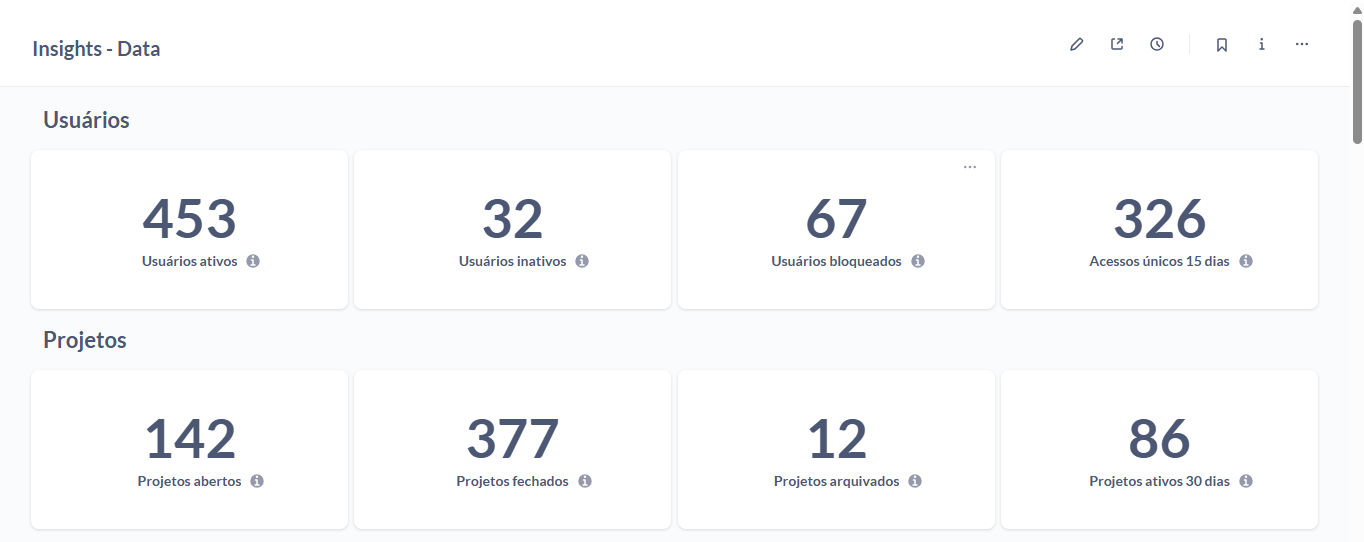 Insights - Data
Usuários
453
Usuários ativos
32
Usuários inativos
67
Usuários bloqueados
326
Acessos únicos 15 dias
Projetos
142
Projetos abertos
377
Projetos fechados
12
Projetos arquivados
86
Projetos ativos 30 dias